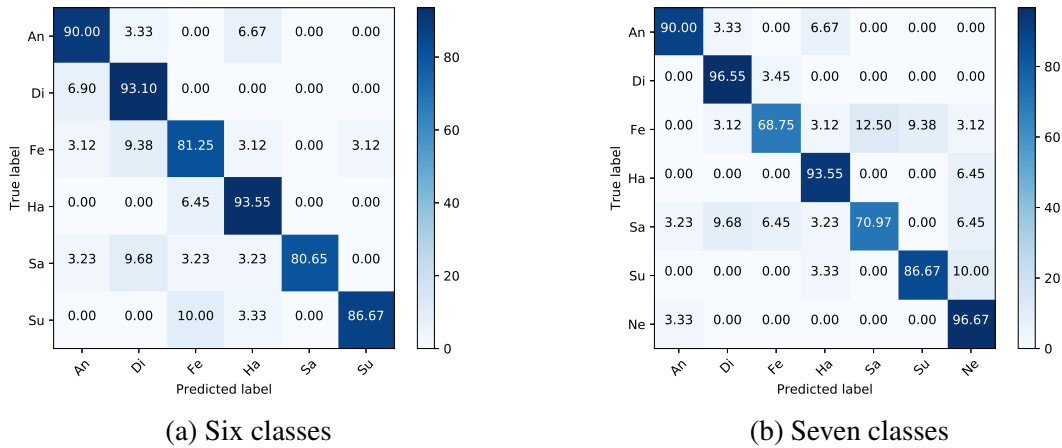 An 90.00 3.33 0.00 6.67 0.00 0.00
Di 6.90 93.10 0.00 0.00 0.00 0.00
Fe 3.12 9.38 81.25 3.12 0.00 3.12
Ha 0.00 0.00 6.45 93.55 0.00 0.00
Sa 3.23 9.68 3.23 3.23 80.65 0.00
Su 0.00 0.00 10.00 3.33 0.00 86.67
An Di Fe Ha Sa Su
True label
Predicted label
80
60
40
20
0
(a) Six classes
An 90.00 3.33 0.00 6.67 0.00 0.00 0.00
Di 0.00 96.55 3.45 0.00 0.00 0.00 0.00
Fe 0.00 3.12 68.75 3.12 12.50 9.38 3.12
Ha 0.00 0.00 0.00 93.55 0.00 0.00 6.45
Sa 3.23 9.68 6.45 3.23 70.97 0.00 6.45
Su 0.00 0.00 0.00 3.33 0.00 86.67 10.00
Ne 3.33 0.00 0.00 0.00 0.00 0.00 96.67
An Di Fe Ha Sa Su Ne
True label
Predicted label
80
60
40
20
0
(b) Seven classes